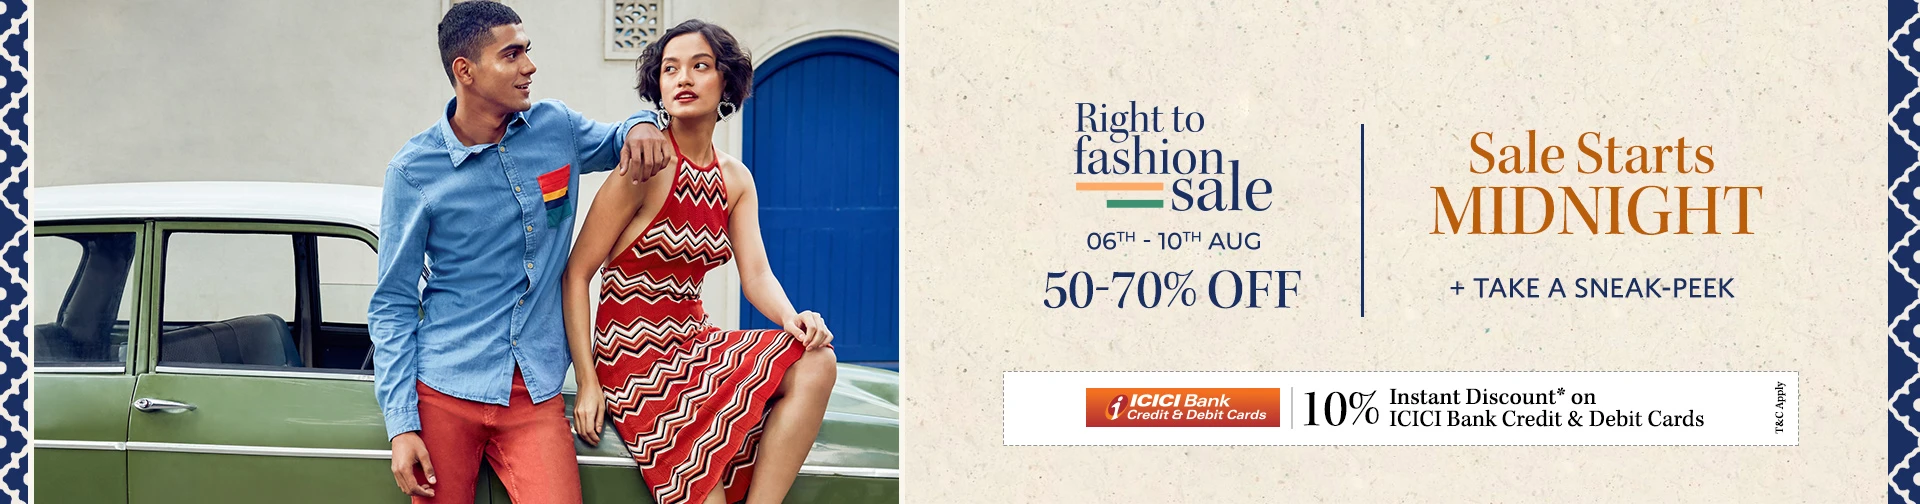 Right to
fashion
sale
06TH - 10TH AUG
50-70% OFF
Sale Starts
MIDNIGHT
+ TAKE A SNEAK-PEEK
i ICICI Bank
Credit & Debit Cards
10%
Instant Discount* on
ICICI Bank Credit & Debit Cards
T&C Apply